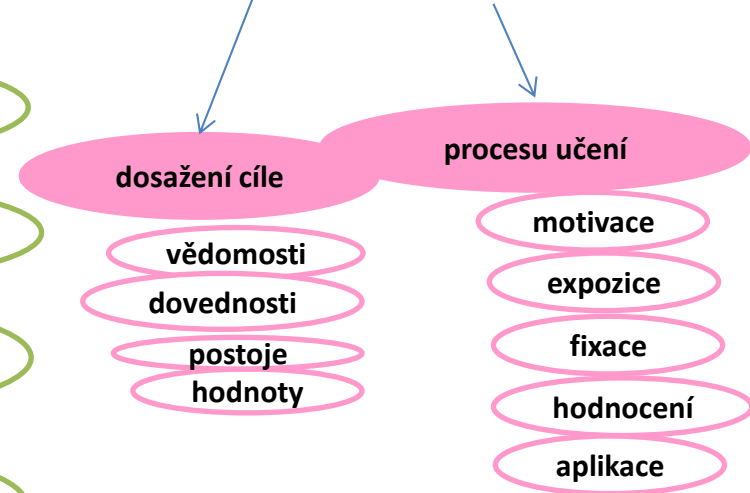 dosažení cíle
vědomosti
dovednosti
postoje
hodnoty
procesu učení
motivace
expozice
fixace
hodnocení
aplikace